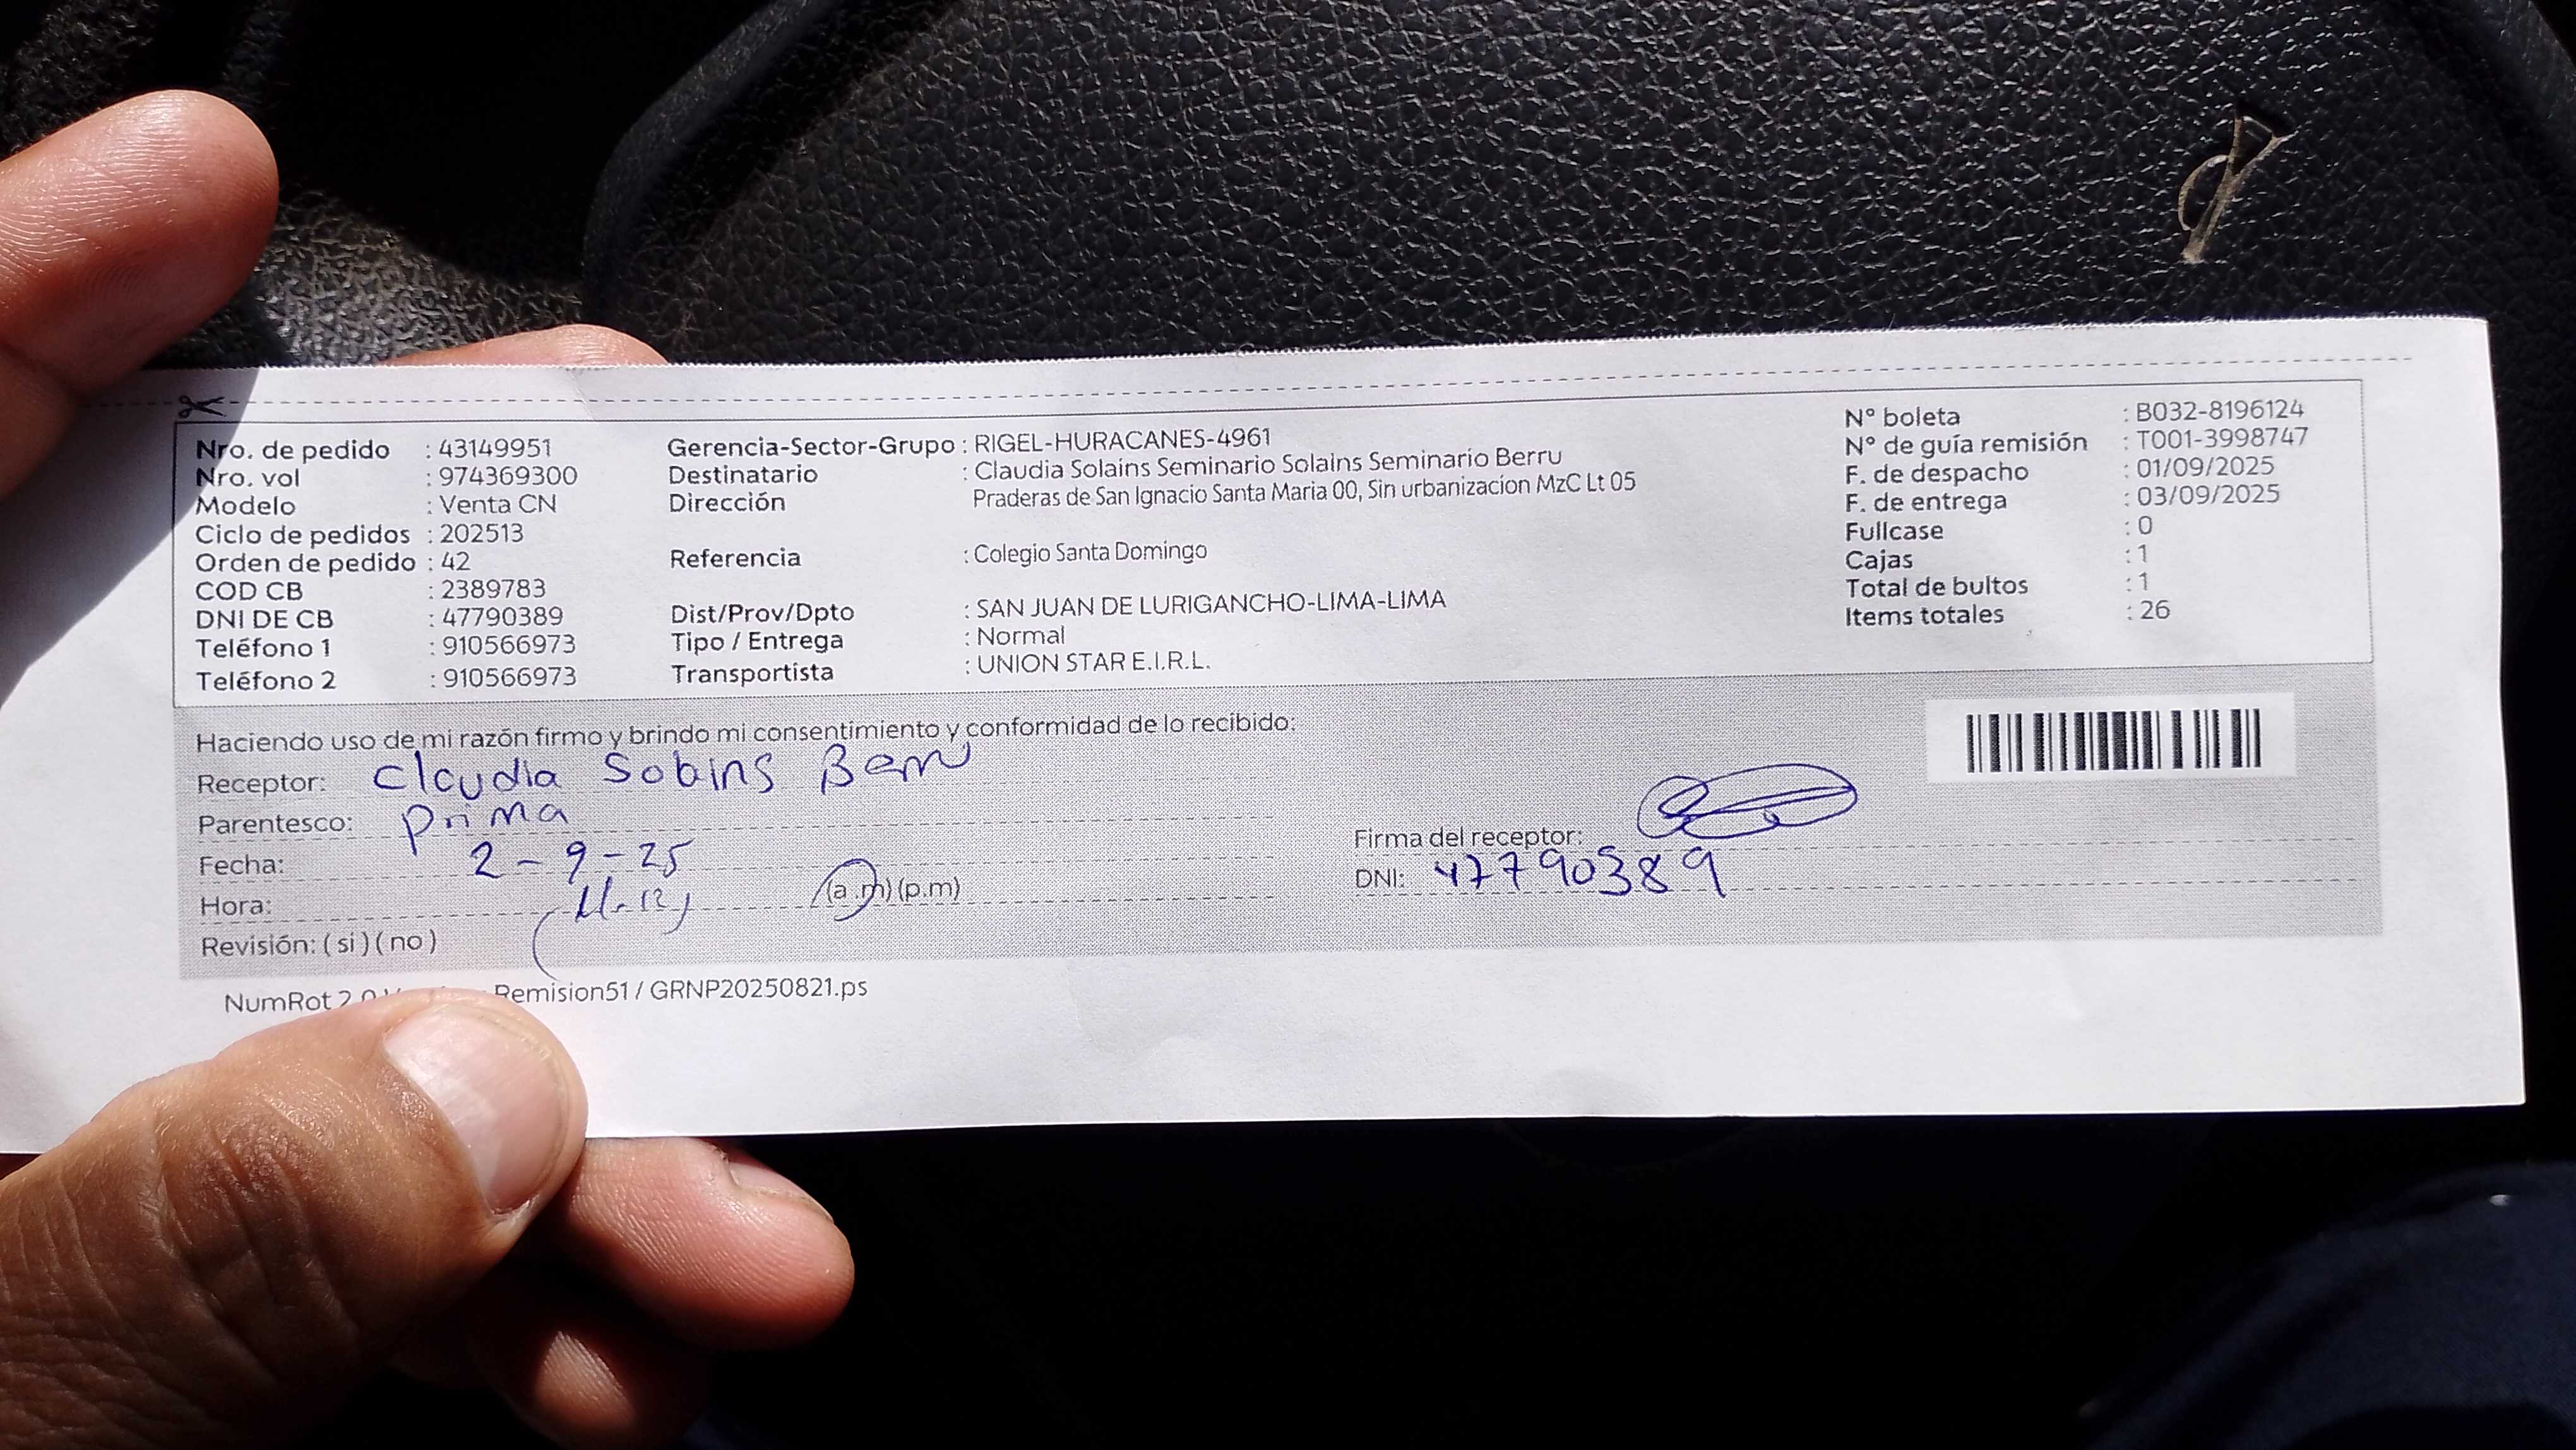 Nro. de pedido : 43149951
Nro. vol : 974369300
Modelo : Venta CN
Ciclo de pedidos : 202513
Orden de pedido : 42
COD CB : 2389783
DNI DE CB : 47790389
Teléfono 1 : 910566973
Teléfono 2 : 910566973
Gerencia-Sector-Grupo : RIGEL-HURACANES-4961
Destinatario : Claudia Solains Seminario Solains Seminario Berru
Dirección Praderas de San Ignacio Santa Maria 00, Sin urbanizacion MzC Lt 05
Referencia : Colegio Santa Domingo
Dist/Prov/Dpto : SAN JUAN DE LURIGANCHO-LIMA-LIMA
Tipo / Entrega : Normal
Transportista : UNION STAR E.I.R.L.
N° boleta : B032-8196124
N° de guía remisión : T001-3998747
F. de despacho : 01/09/2025
F. de entrega : 03/09/2025
Fullcase : 0
Cajas : 1
Total de bultos : 1
Items totales : 26
Haciendo uso de mi razón firmo y brindo mi consentimiento y conformidad de lo recibido:
Receptor: Claudia
Parentesco: prima
Fecha: 2-9-25
Hora: (a.m) (p.m)
Revisión: ( si ) ( no )
Firma del receptor:
DNI: 47790389
NumRot Remision51 / GRNP20250821.ps